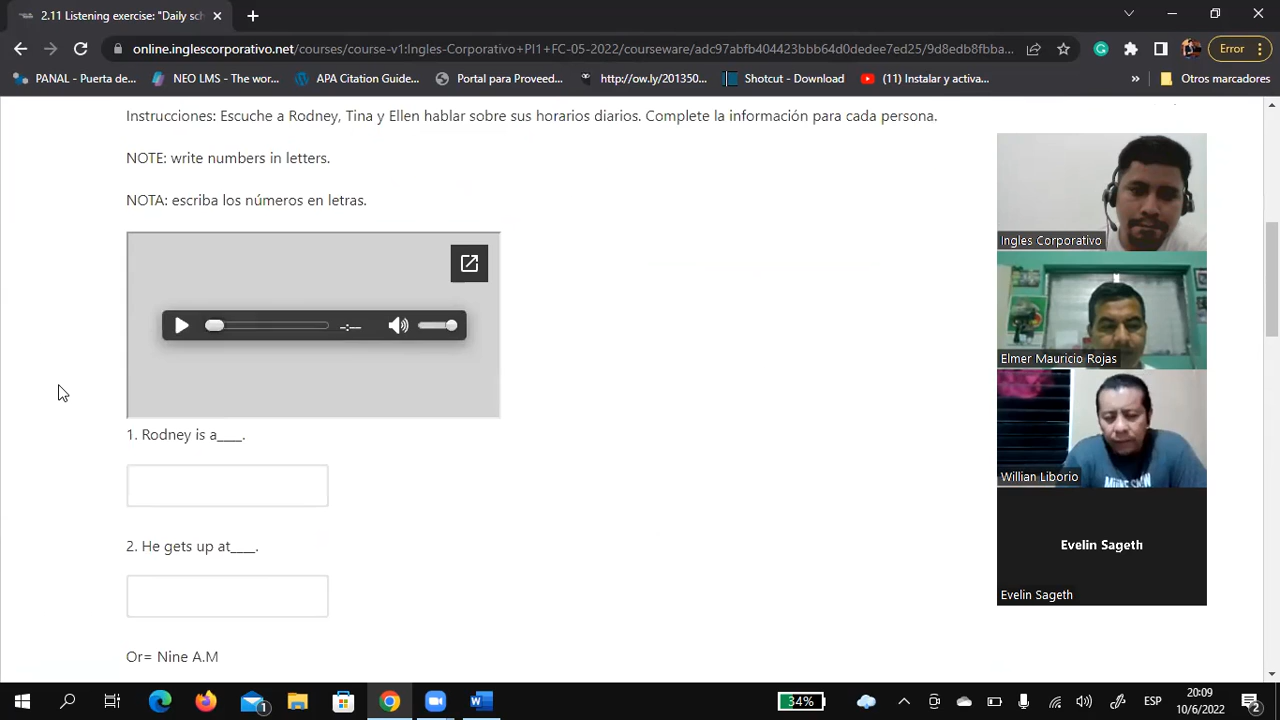 2.11 Listening exercise: "Daily sch
online.inglescorporativo.net/courses/course-v1:Ingles-Corporativo+PI1+FC-05-2022/courseware/adc97abfb404423bbb64d0dedee7ed25/9d8edb8fbba...
Error
PANAL - Puerta de...
NEO LMS - The wor...
APA Citation Guide...
Portal para Proveed...
http://ow.ly/201350...
Shotcut - Download
(11) Instalar y activa...
»
Otros marcadores
Instrucciones: Escuche a Rodney, Tina y Ellen hablar sobre sus horarios diarios. Complete la información para cada persona.
NOTE: write numbers in letters.
NOTA: escriba los números en letras.
-:--
1. Rodney is a____.
2. He gets up at____.
Or= Nine A.M
Ingles Corporativo
Elmer Mauricio Rojas
Willian Liborio
Evelin Sageth
Evelin Sageth
1
34%
ESP
20:09
10/6/2022
2